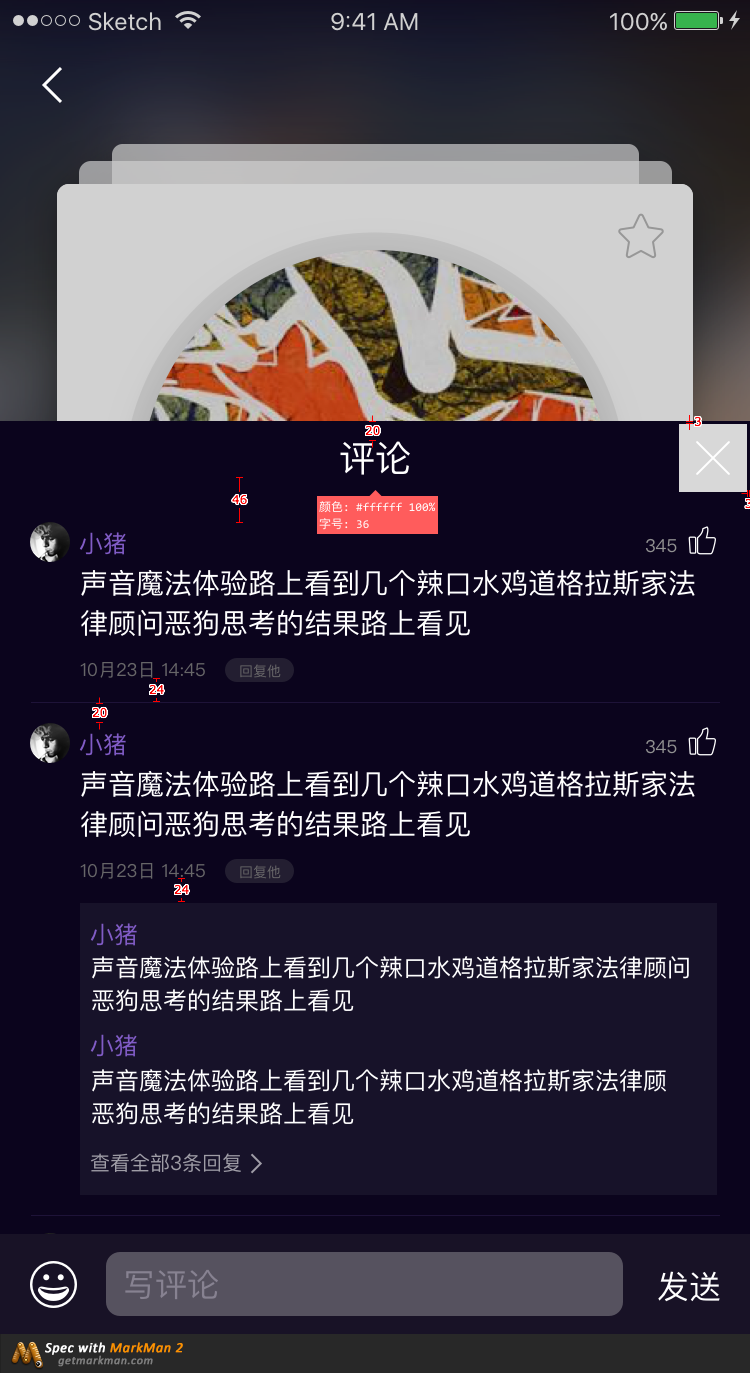 Sketch 9:41 AM 100%
3
20
评论
46
颜色: #ffffff 100%
字号: 36
小猪 345
声音魔法体验路上看到几个辣口水鸡道格拉斯家法
律顾问恶狗思考的结果路上看见
10月23日 14:45 回复他
24
20
小猪 345
声音魔法体验路上看到几个辣口水鸡道格拉斯家法
律顾问恶狗思考的结果路上看见
10月23日 14:45 回复他
24
小猪
声音魔法体验路上看到几个辣口水鸡道格拉斯家法律顾问
恶狗思考的结果路上看见
小猪
声音魔法体验路上看到几个辣口水鸡道格拉斯家法律顾
恶狗思考的结果路上看见
查看全部3条回复
写评论 发送
Spec with MarkMan 2
getmarkman.com